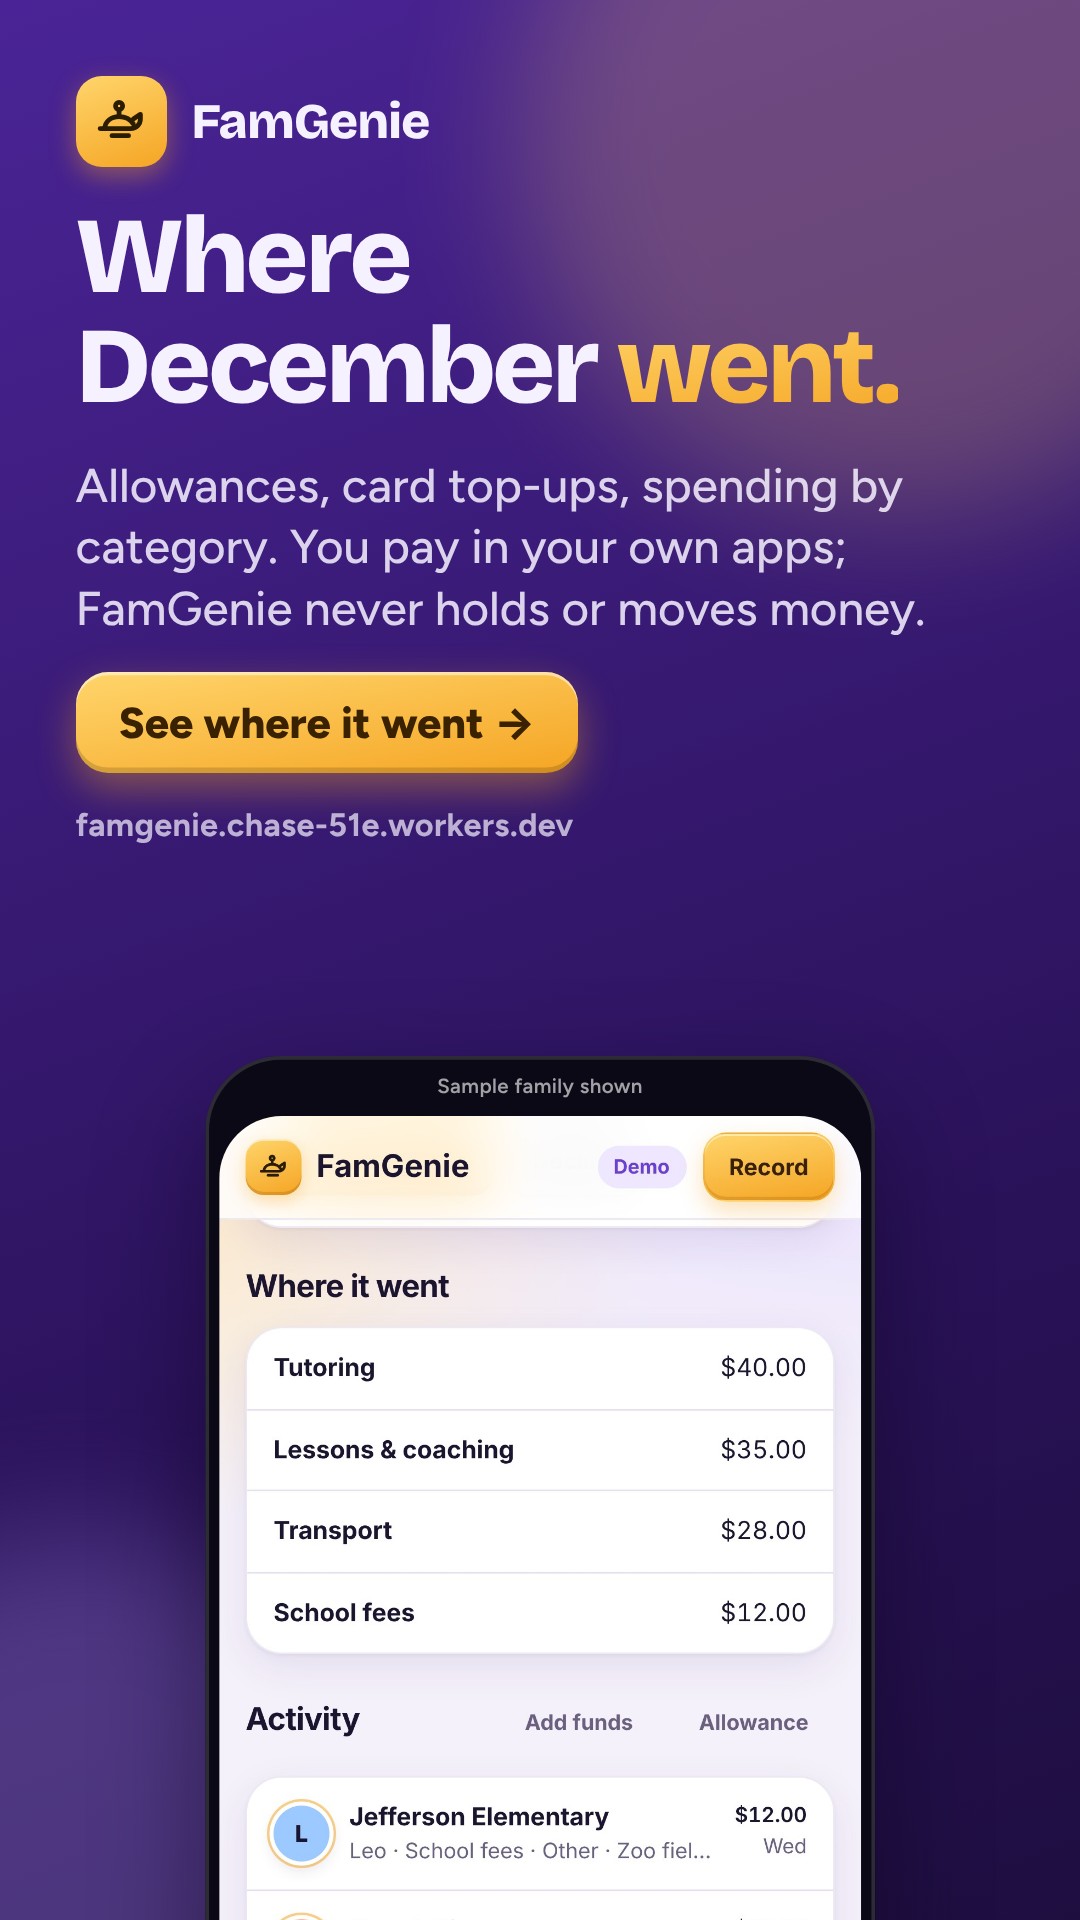 FamGenie
Where
December went.
Allowances, card top-ups, spending by
category. You pay in your own apps;
FamGenie never holds or moves money.
See where it went →
famgenie.chase-51e.workers.dev
Sample family shown
FamGenie
Demo
Record
Where it went
Tutoring $40.00
Lessons & coaching $35.00
Transport $28.00
School fees $12.00
Activity Add funds Allowance
L
Jefferson Elementary $12.00
Leo · School fees · Other · Zoo fiel... Wed